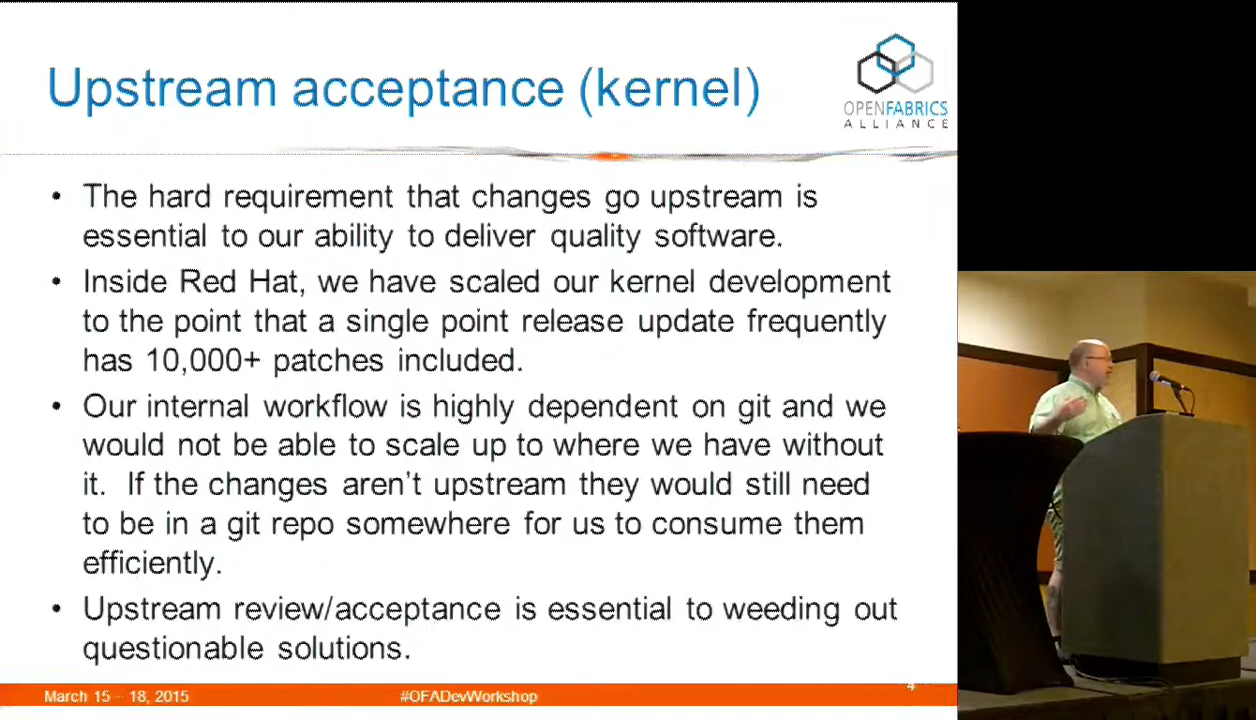 Upstream acceptance (kernel)
OPENFABRICS
ALLIANCE
• The hard requirement that changes go upstream is
essential to our ability to deliver quality software.
• Inside Red Hat, we have scaled our kernel development
to the point that a single point release update frequently
has 10,000+ patches included.
• Our internal workflow is highly dependent on git and we
would not be able to scale up to where we have without
it.  If the changes aren’t upstream they would still need
to be in a git repo somewhere for us to consume them
efficiently.
• Upstream review/acceptance is essential to weeding out
questionable solutions.
March 15 – 18, 2015
#OFADevWorkshop
4